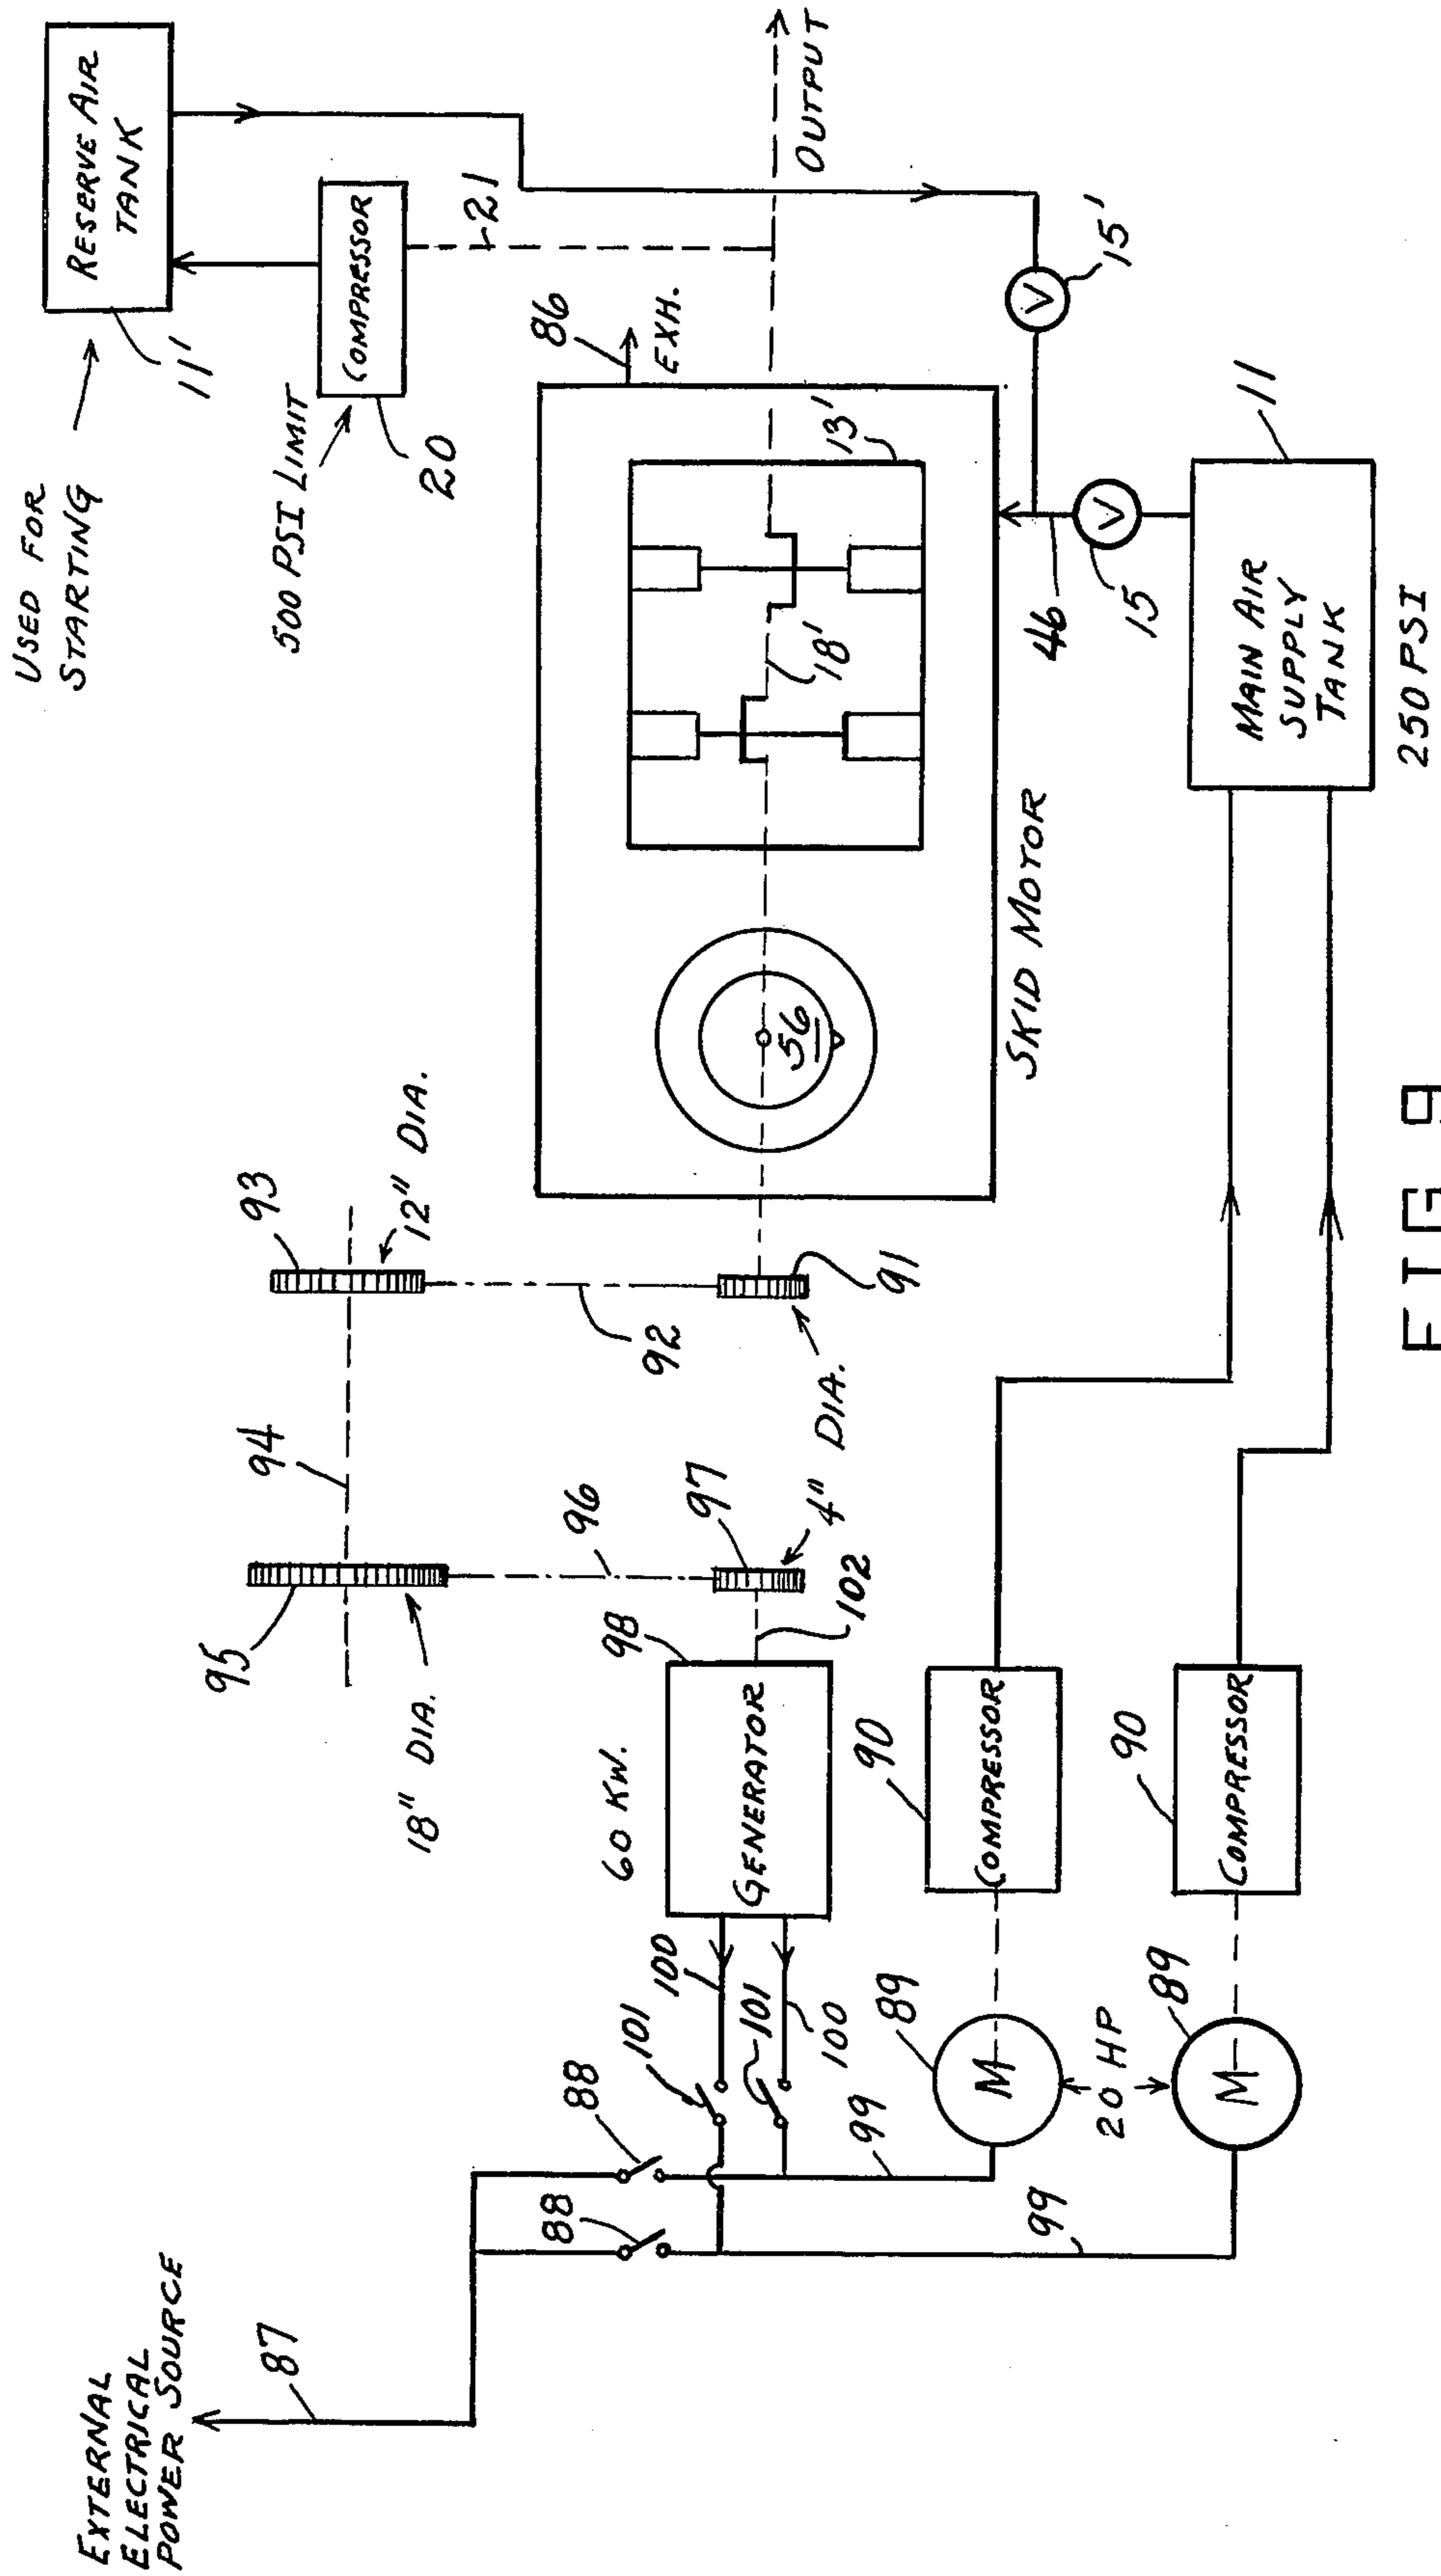 USED FOR
STARTING
RESERVE AIR
TANK
11'
500 PSI LIMIT
COMPRESSOR
20
21
OUTPUT
86
EXH.
13'
18'
56
SKID MOTOR
15'
46
15
11
MAIN AIR
SUPPLY
TANK
250 PSI
93
12" DIA.
92
91
DIA.
94
95
18" DIA.
96
97
4"
102
98
60 KW.
GENERATOR
100
100
101
101
88
88
99
99
90
COMPRESSOR
90
COMPRESSOR
89
M
20 HP
89
M
87
EXTERNAL
ELECTRICAL
POWER SOURCE
FIG 9